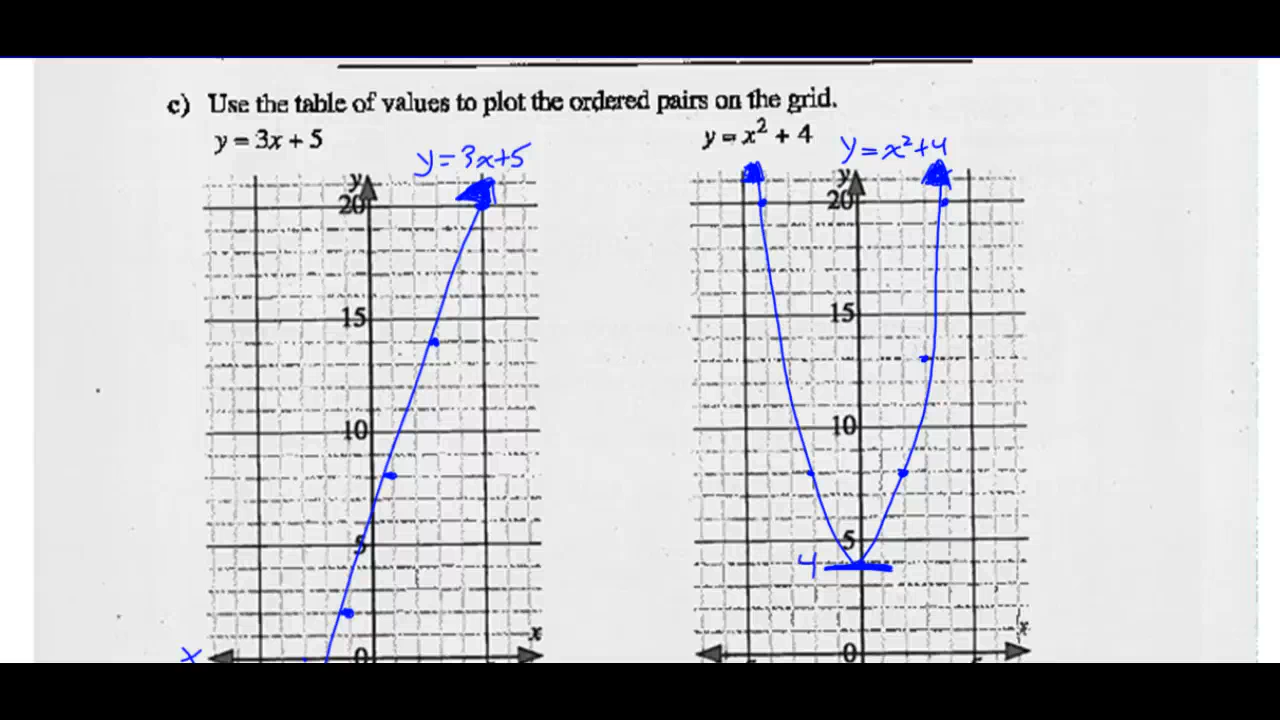 c) Use the table of values to plot the ordered pairs on the grid.
y = 3x + 5
y = x² + 4
y = 3x+5
y = x²+4
y
20
15
10
5
0
x
x
y
20
15
10
5
4
0
x